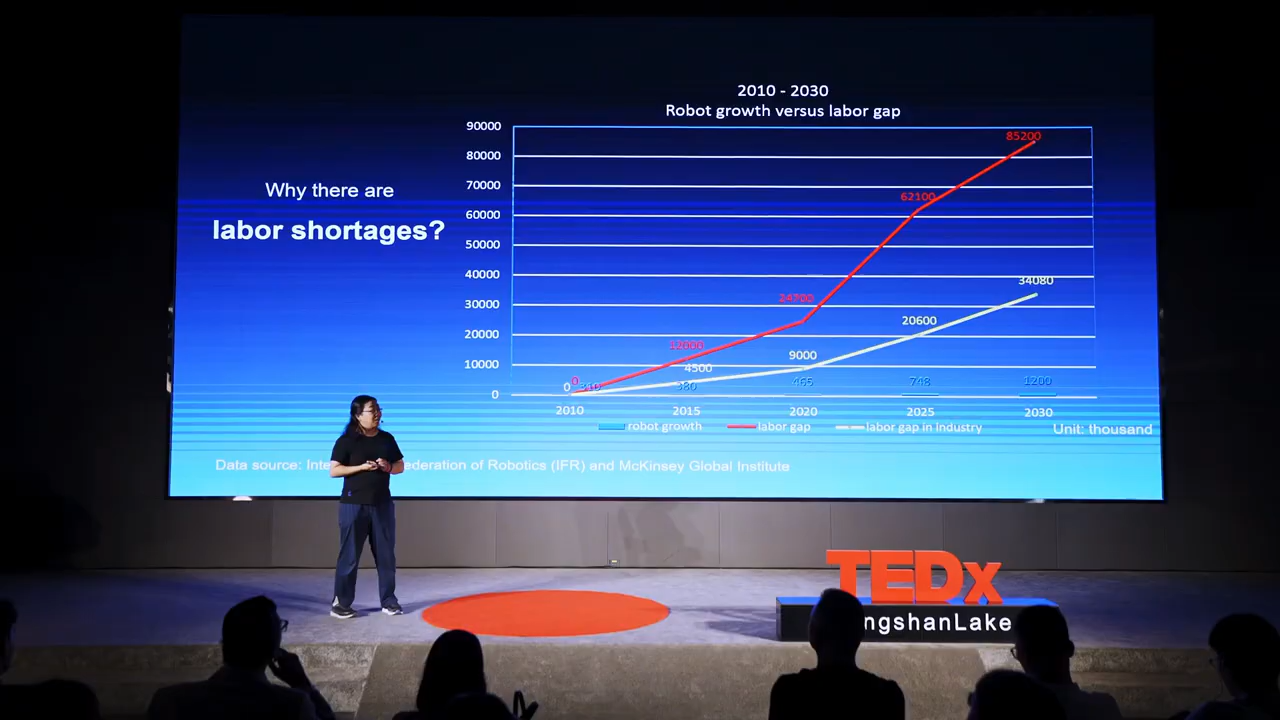 2010 - 2030
Robot growth versus labor gap
Why there are
labor shortages?
90000
80000
70000
60000
50000
40000
30000
20000
10000
0
85200
62100
34080
24700
20600
12000
9000
4500
0
0
310
380
465
748
1200
2010 2015 2020 2025 2030
robot growth labor gap labor gap in industry
Unit: thousand
Data source: ederation of Robotics (IFR) and McKinsey Global Institute
TEDx
ngshanLake